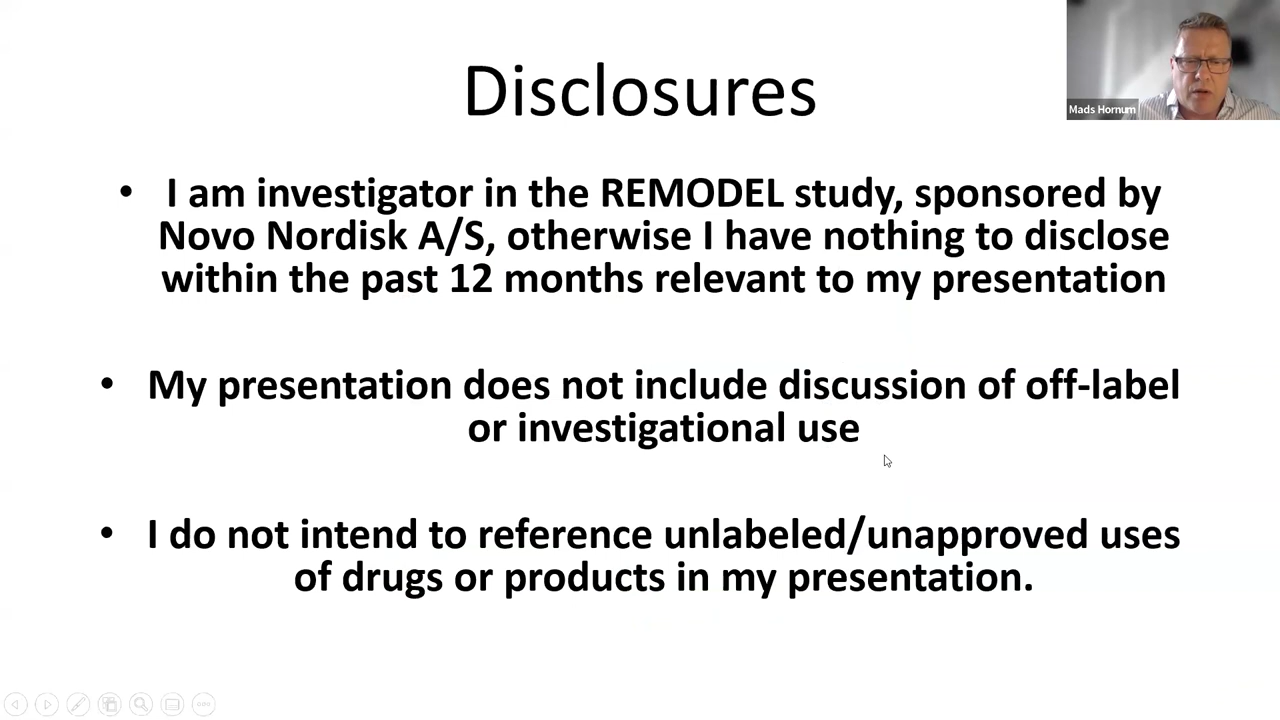 Disclosures
Mads Hornum
• I am investigator in the REMODEL study, sponsored by
Novo Nordisk A/S, otherwise I have nothing to disclose
within the past 12 months relevant to my presentation
• My presentation does not include discussion of off-label
or investigational use
• I do not intend to reference unlabeled/unapproved uses
of drugs or products in my presentation.